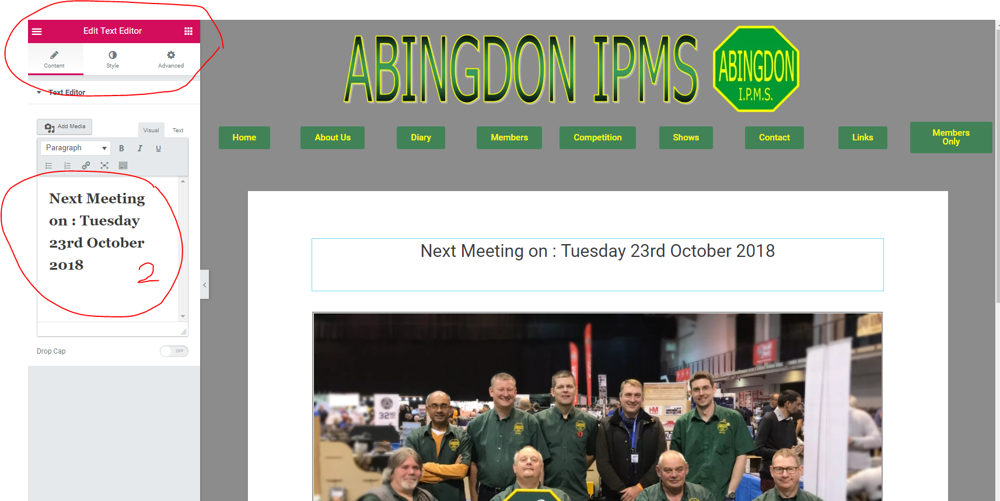 Edit Text Editor
Content
Style
Advanced
Text Editor
Add Media
Visual
Text
Paragraph
B
I
U
Next Meeting
on : Tuesday
23rd October
2018
2
Drop Cap
OFF
ABINGDON IPMS
ABINGDON
I.P.M.S.
Home
About Us
Diary
Members
Competition
Shows
Contact
Links
Members
Only
Next Meeting on : Tuesday 23rd October 2018
32ND
HM